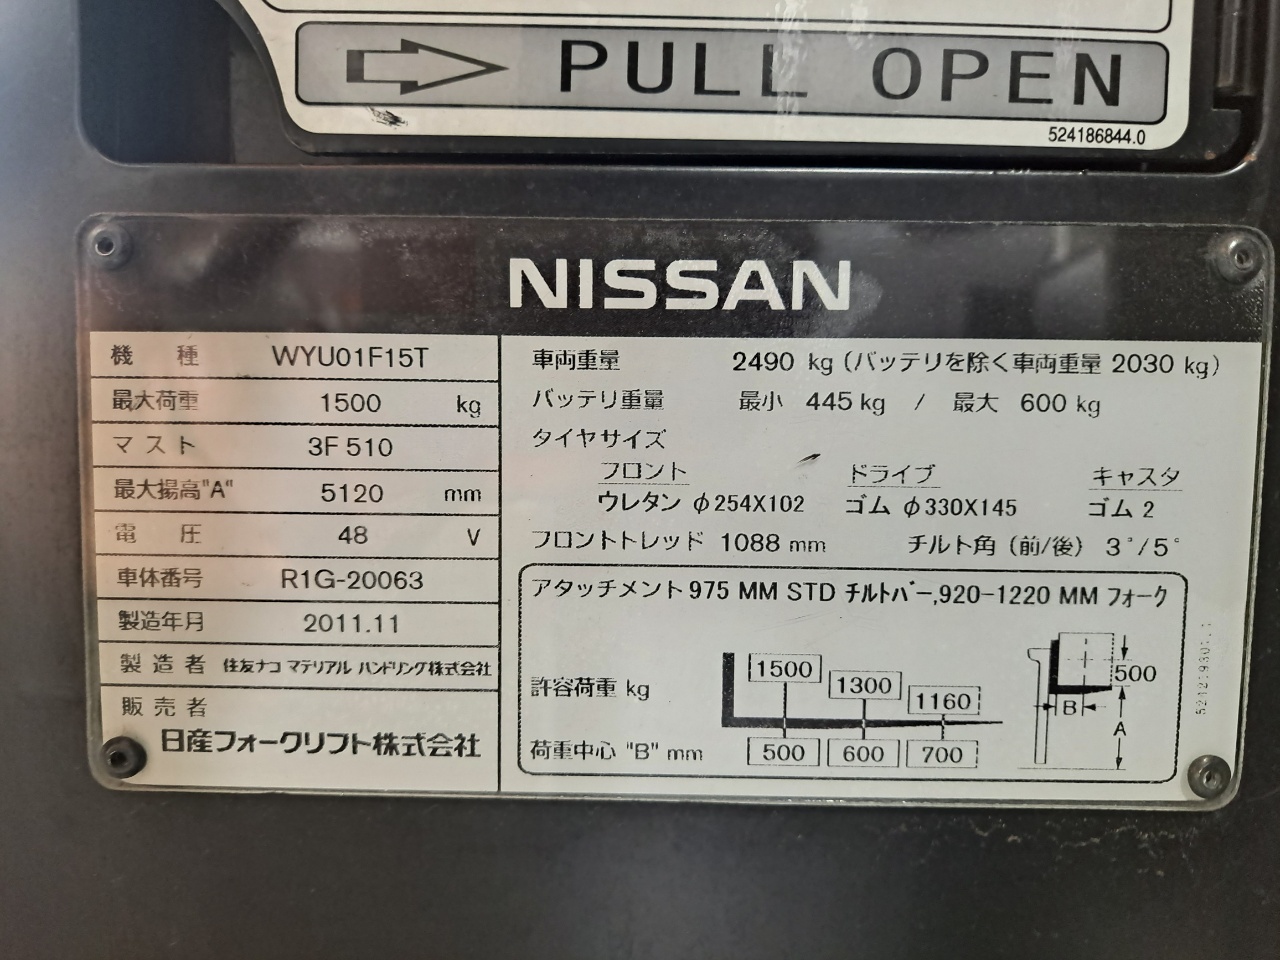 PULL OPEN
524186844.0
NISSAN
機 種 WYU01F15T
最大荷重 1500 kg
マスト 3F 510
最大揚高"A" 5120 mm
電 圧 48 V
車体番号 R1G-20063
製造年月 2011.11
製造者 住友ナコ マテリアル ハンドリング株式会社
販売者
日産フォークリフト株式会社
車両重量 2490 kg (バッテリを除く車両重量 2030 kg)
バッテリ重量 最小 445 kg / 最大 600 kg
タイヤサイズ
フロント ドライブ キャスタ
ウレタン φ254X102 ゴム φ330X145 ゴム 2
フロントトレッド 1088 mm チルト角 (前/後) 3°/5°
アタッチメント 975 MM STD チルトバー,920-1220 MM フォーク
許容荷重 kg 1500 1300 1160
荷重中心 "B" mm 500 600 700
500
B
A